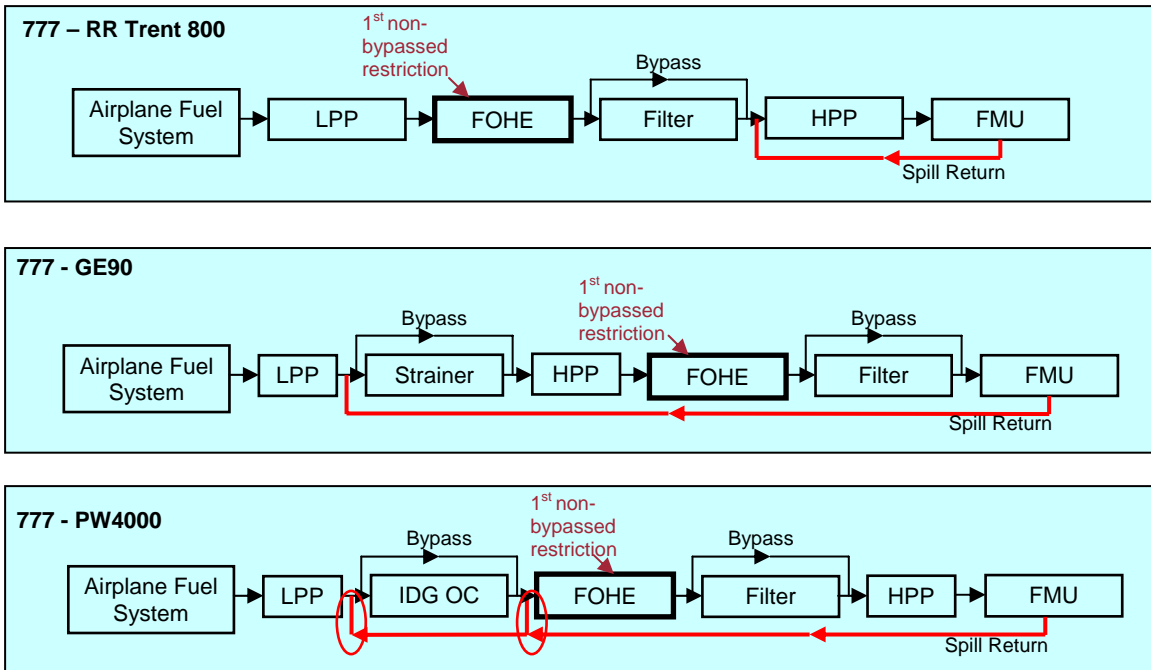 777 – RR Trent 800
1st non-
bypassed
restriction
Bypass
Airplane Fuel
System
LPP
FOHE
Filter
HPP
FMU
Spill Return
777 - GE90
1st non-
bypassed
restriction
Bypass
Bypass
Airplane Fuel
System
LPP
Strainer
HPP
FOHE
Filter
FMU
Spill Return
777 - PW4000
1st non-
bypassed
restriction
Bypass
Bypass
Airplane Fuel
System
LPP
IDG OC
FOHE
Filter
HPP
FMU
Spill Return